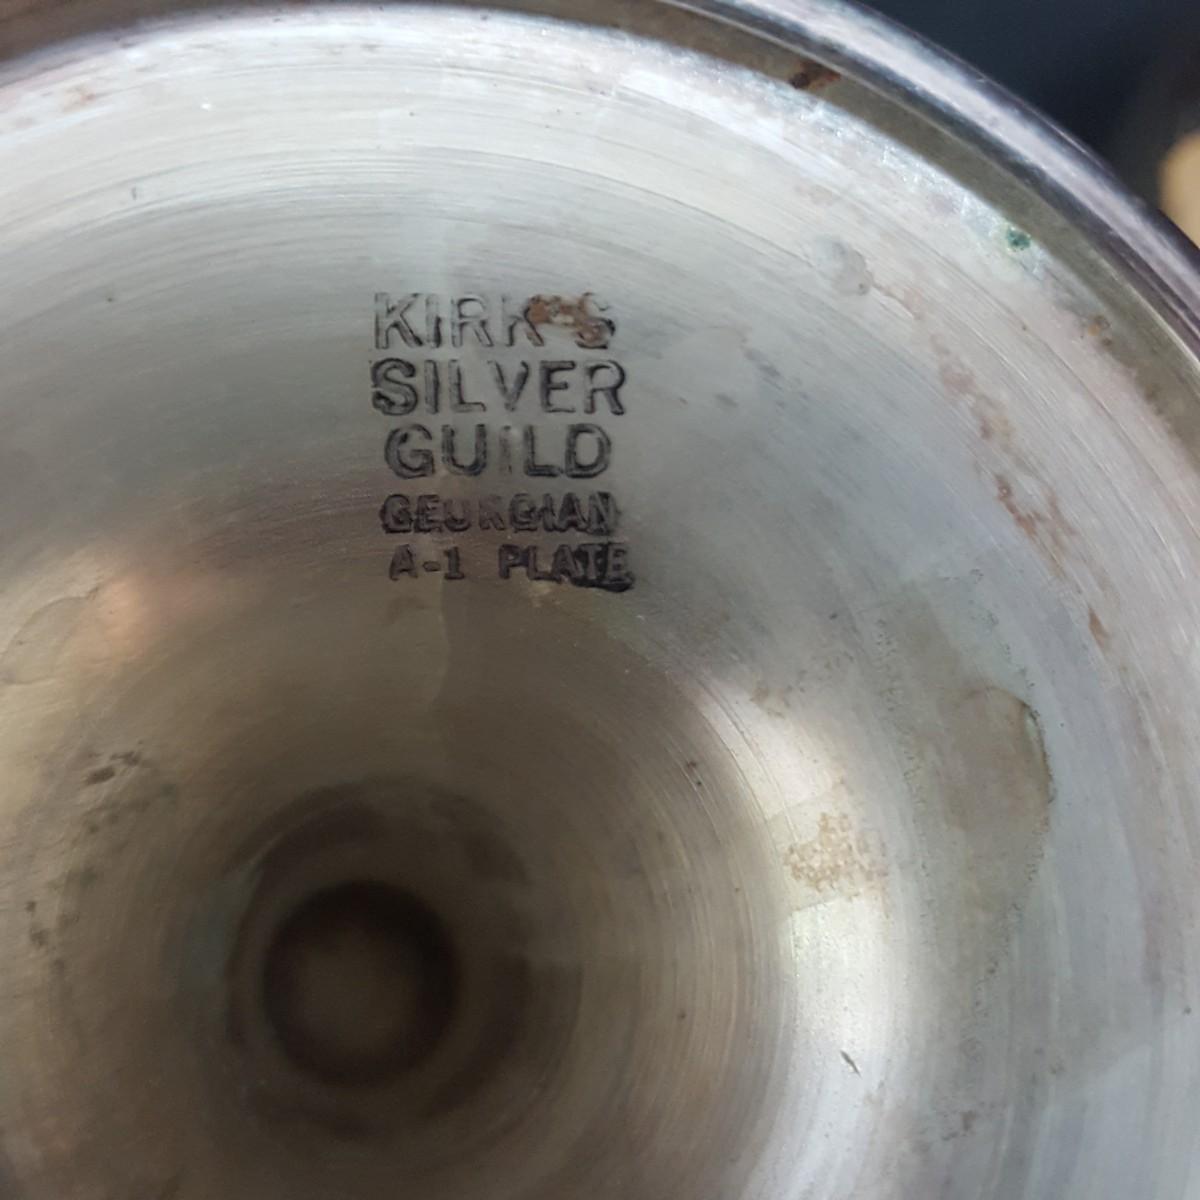 KIRK'S
SILVER
GUILD
GEORGIAN
A-1 PLATE